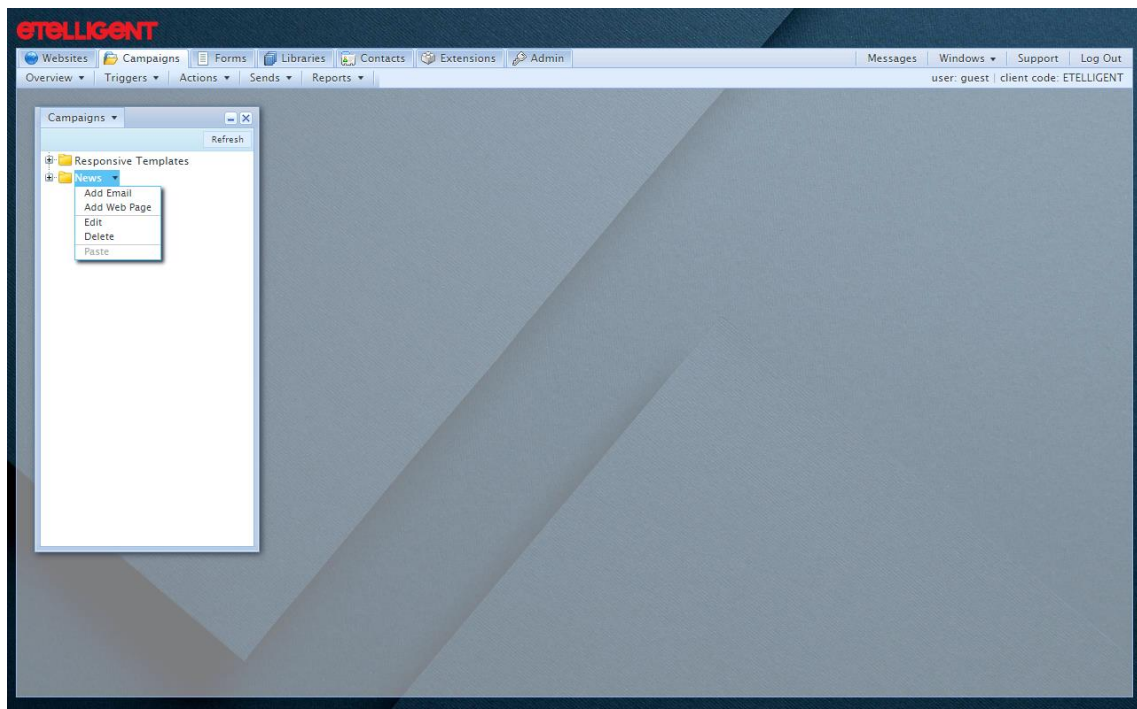 eTeLLIGeNT
Websites Campaigns Forms Libraries Contacts Extensions Admin Messages Windows Support Log Out
Overview Triggers Actions Sends Reports user: guest | client code: ETELLIGENT
Campaigns
Refresh
Responsive Templates
News
Add Email
Add Web Page
Edit
Delete
Paste